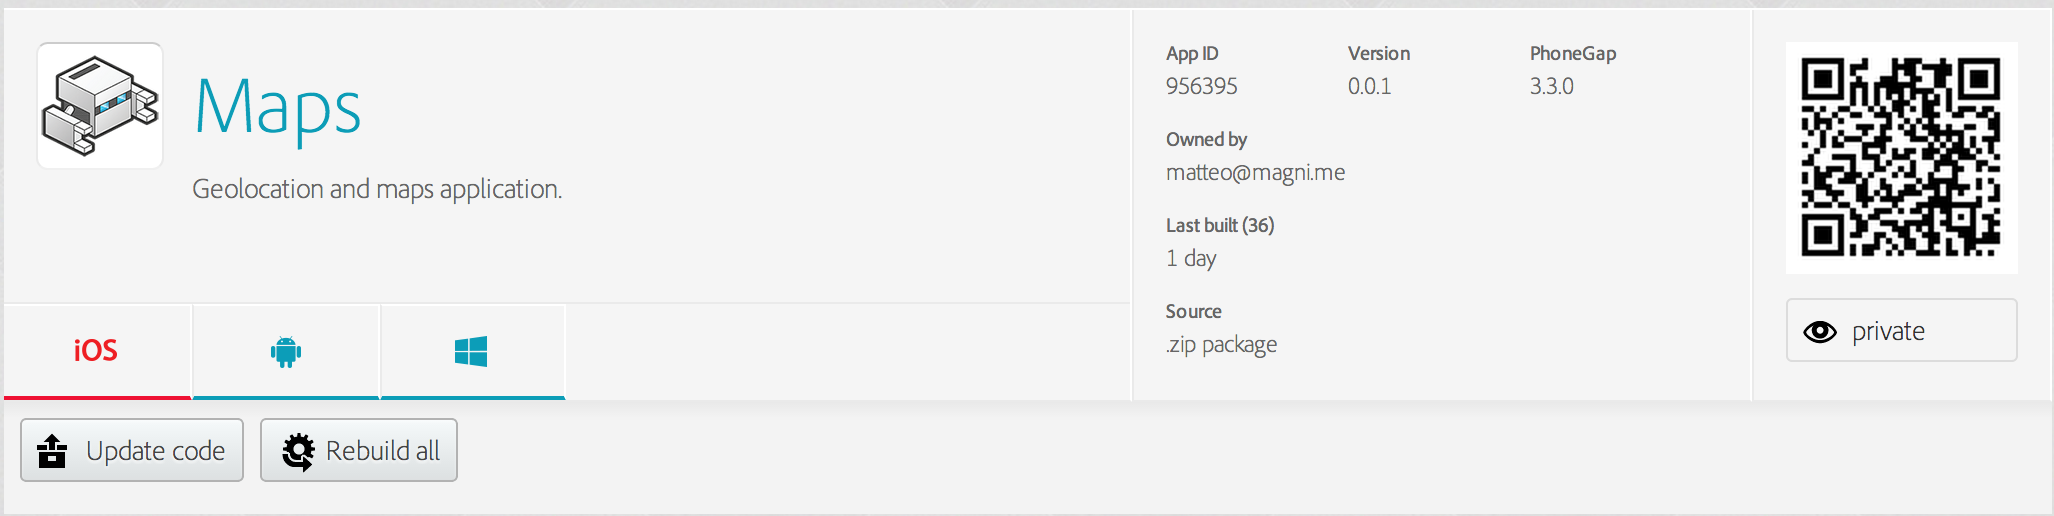 Maps
Geolocation and maps application.
iOS
App ID
956395
Version
0.0.1
PhoneGap
3.3.0
Owned by
matteo@magni.me
Last built (36)
1 day
Source
.zip package
private
Update code
Rebuild all